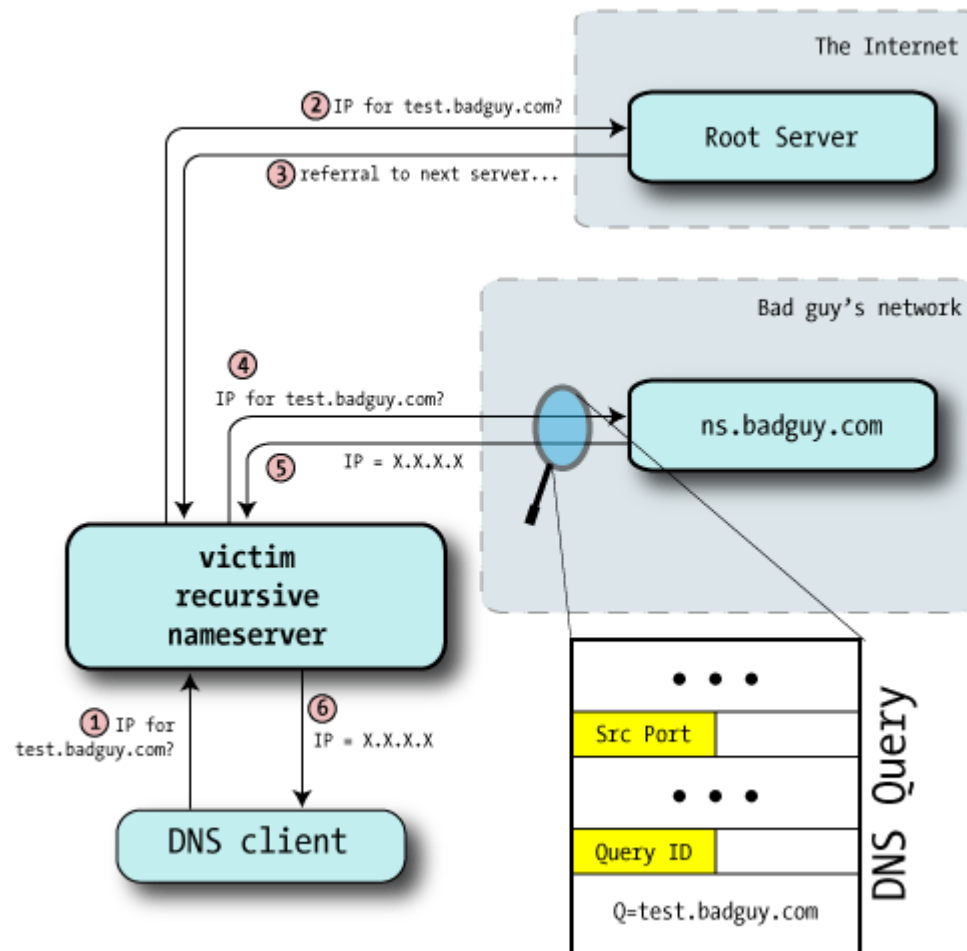 The Internet
2 IP for test.badguy.com?
Root Server
3 referral to next server...
Bad guy's network
4
IP for test.badguy.com?
ns.badguy.com
5 IP = X.X.X.X
victim
recursive
nameserver
1 IP for
test.badguy.com?
6
IP = X.X.X.X
DNS client
Src Port
Query ID
Q=test.badguy.com
DNS Query